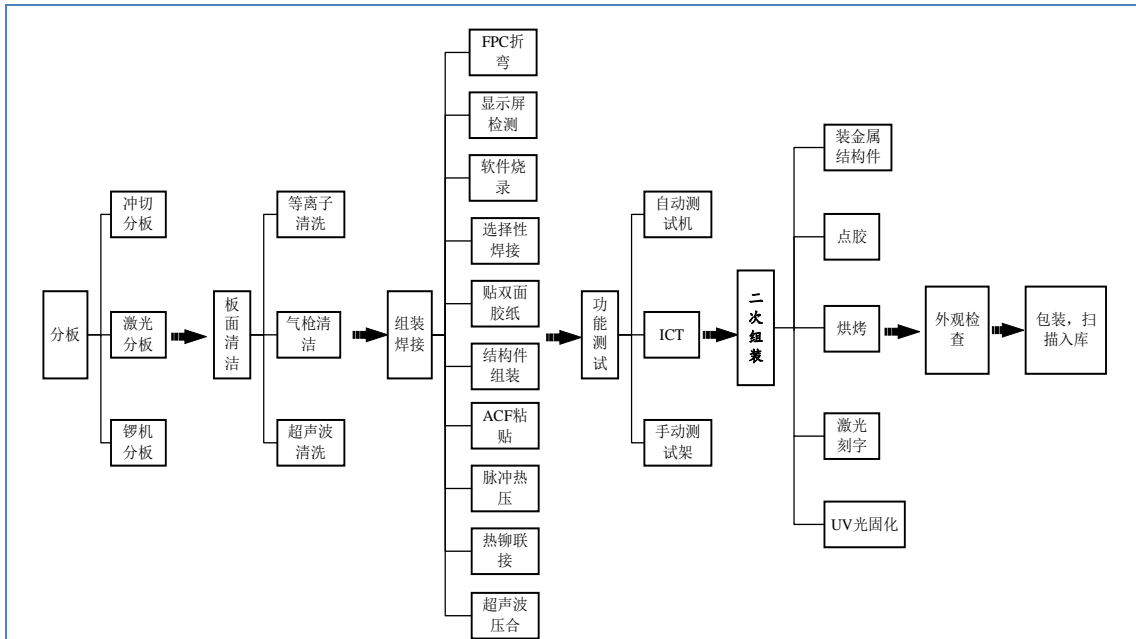 分板
冲切
分板
激光
分板
锣机
分板
板
面
清
洁
等离子
清洗
气枪清
洁
超声波
清洗
组装
焊接
FPC折
弯
显示屏
检测
软件烧
录
选择性
焊接
贴双面
胶纸
结构件
组装
ACF粘
贴
脉冲热
压
热铆联
接
超声波
压合
功
能
测
试
自动测
试机
ICT
手动测
试架
二
次
组
装
装金属
结构件
点胶
烘烤
激光
刻字
UV光固化
外观检
查
包装，扫
描入库